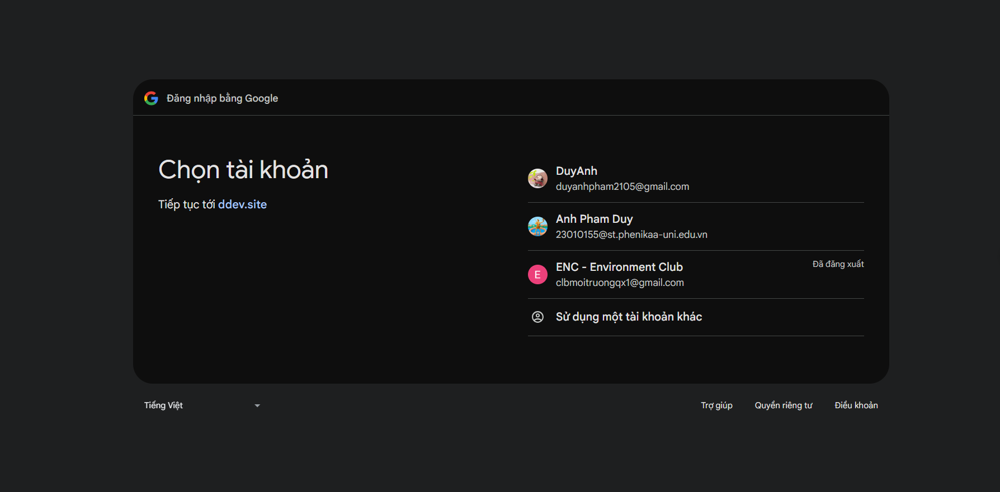 Đăng nhập bằng Google
Chọn tài khoản
Tiếp tục tới ddev.site
DuyAnh
duyanhpham2105@gmail.com
Anh Pham Duy
23010155@st.phenikaa-uni.edu.vn
E
ENC - Environment Club
Đã đăng xuất
clbmoitruongqx1@gmail.com
Sử dụng một tài khoản khác
Tiếng Việt
Trợ giúp
Quyền riêng tư
Điều khoản